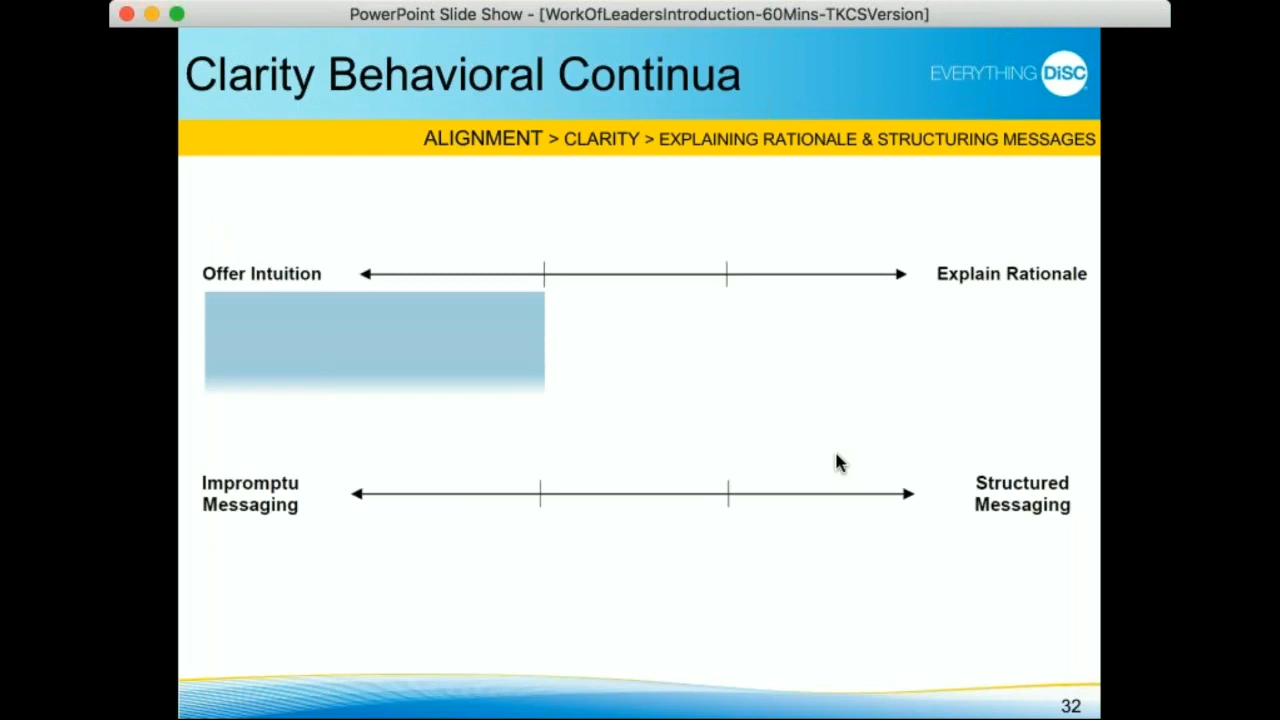 PowerPoint Slide Show - [WorkOfLeadersIntroduction-60Mins-TKCSVersion]
Clarity Behavioral Continua
EVERYTHING DiSC
ALIGNMENT > CLARITY > EXPLAINING RATIONALE & STRUCTURING MESSAGES
Offer Intuition
Explain Rationale
Impromptu
Messaging
Structured
Messaging
32